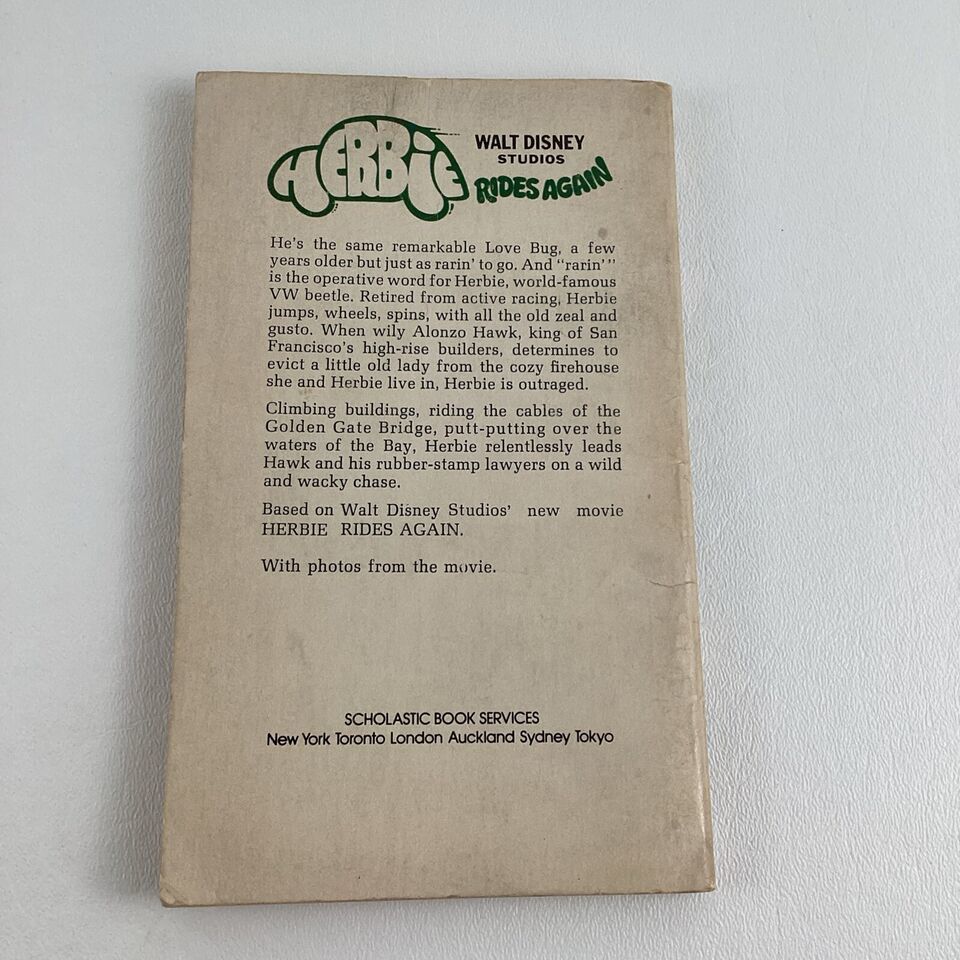 HERBIE
WALT DISNEY
STUDIOS
RIDES AGAIN
He's the same remarkable Love Bug, a few
years older but just as rarin' to go. And "rarin'"
is the operative word for Herbie, world-famous
VW beetle. Retired from active racing, Herbie
jumps, wheels, spins, with all the old zeal and
gusto. When wily Alonzo Hawk, king of San
Francisco's high-rise builders, determines to
evict a little old lady from the cozy firehouse
she and Herbie live in, Herbie is outraged.
Climbing buildings, riding the cables of the
Golden Gate Bridge, putt-putting over the
waters of the Bay, Herbie relentlessly leads
Hawk and his rubber-stamp lawyers on a wild
and wacky chase.
Based on Walt Disney Studios' new movie
HERBIE RIDES AGAIN.
With photos from the movie.
SCHOLASTIC BOOK SERVICES
New York Toronto London Auckland Sydney Tokyo